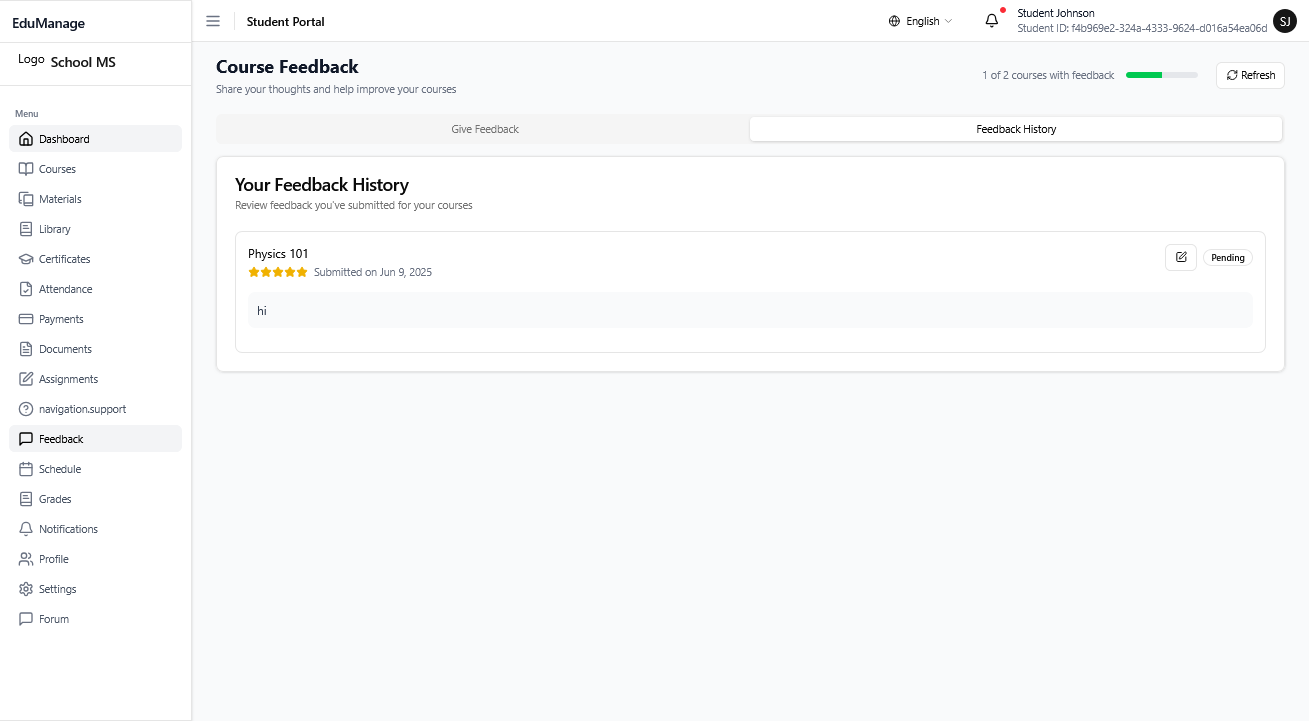 EduManage
Logo School MS
Menu
Dashboard
Courses
Materials
Library
Certificates
Attendance
Payments
Documents
Assignments
navigation.support
Feedback
Schedule
Grades
Notifications
Profile
Settings
Forum
Student Portal
English
Student Johnson
Student ID: f4b969e2-324a-4333-9624-d016a54ea06d
SJ
Course Feedback
Share your thoughts and help improve your courses
1 of 2 courses with feedback
Refresh
Give Feedback
Feedback History
Your Feedback History
Review feedback you've submitted for your courses
Physics 101
Submitted on Jun 9, 2025
Pending
hi